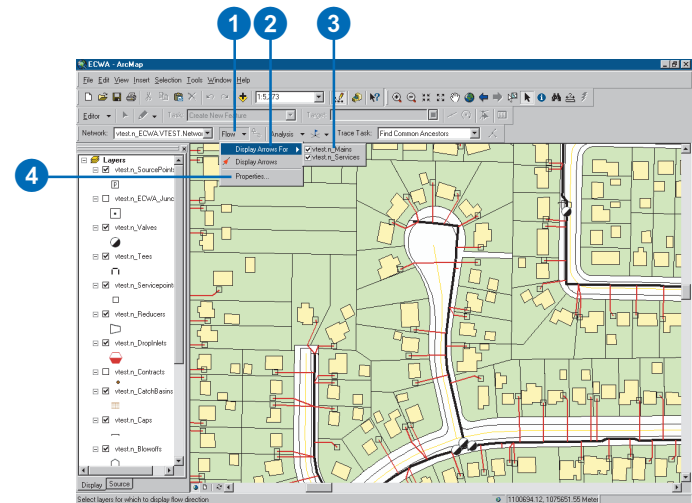 1 2 3
ECWA - ArcMap
File Edit View Insert Selection Tools Window Help
1:5,273
Editor Task: Create New Feature Target:
Network: vtest.n_ECWA.VTEST.Networ Flow Analysis Trace Task: Find Common Ancestors
Display Arrows For vtest.n_Mains
Display Arrows vtest.n_Services
4 Properties...
Layers
vtest.n_SourcePoints
P
vtest.n_ECWA_Junc
vtest.n_Valves
vtest.n_Tees
vtest.n_Servicepoint
vtest.n_Reducers
vtest.n_DropInlets
vtest.n_Contracts
vtest.n_CatchBasins
vtest.n_Caps
vtest.n_Blowoffs
Display Source
Select layers for which to display flow direction 1100694.12, 1075651.55 Meter